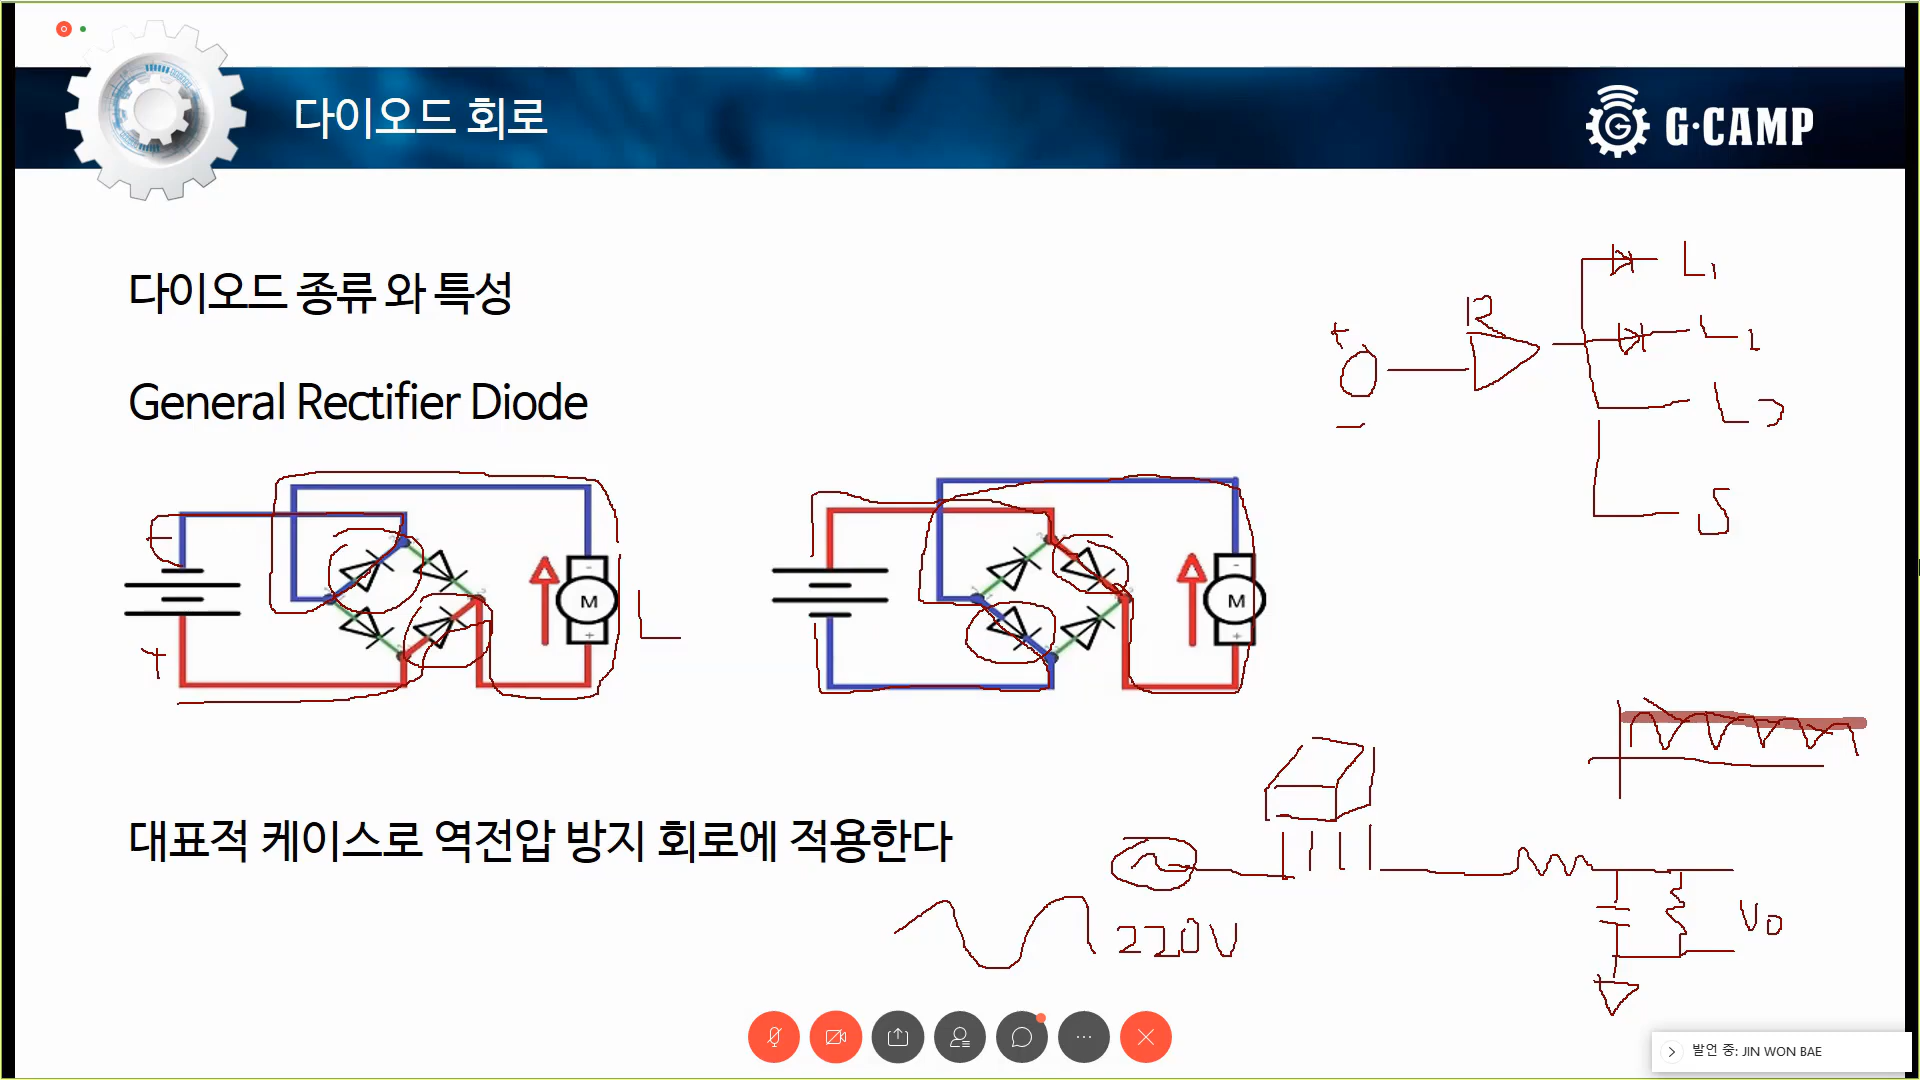 다이오드 회로
G·CAMP
다이오드 종류 와 특성
General Rectifier Diode
+
R
L1
L2
L3
S
-
-
M
+
+
L
-
M
+
대표적 케이스로 역전압 방지 회로에 적용한다
220V
Vo
발언 중: JIN WON BAE